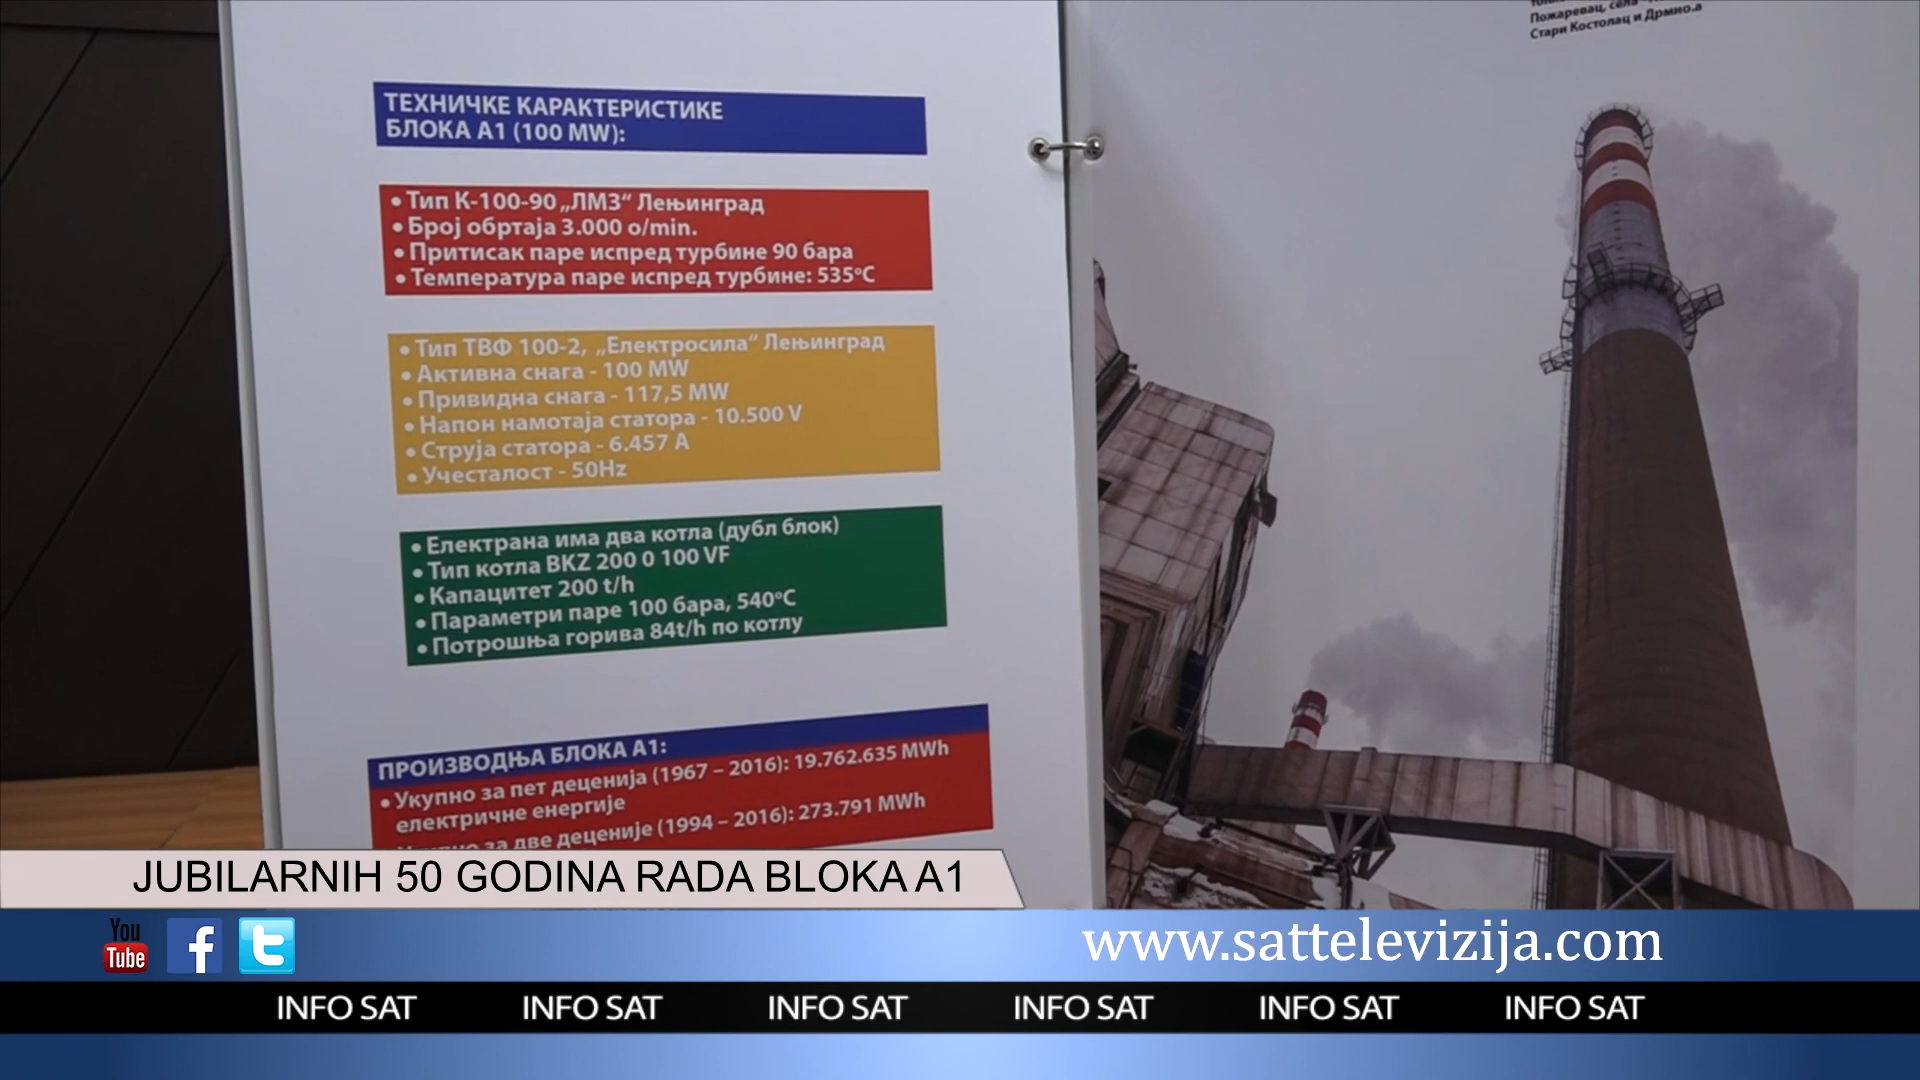 ТЕХНИЧКЕ КАРАКТЕРИСТИКЕ
БЛОКА А1 (100 MW):
• Тип К-100-90 „ЛМЗ“ Лењинград
• Број обртаја 3.000 о/min.
• Притисак паре испред турбине 90 бара
• Температура паре испред турбине: 535°C
• Тип ТВФ 100-2, „Електросила“ Лењинград
• Активна снага - 100 MW
• Привидна снага - 117,5 MW
• Напон намотаја статора - 10.500 V
• Струја статора - 6.457 А
• Учесталост - 50Hz
• Електрана има два котла (дубл блок)
• Тип котла BKZ 200 0 100 VF
• Капацитет 200 t/h
• Параметри паре 100 бара, 540°C
• Потрошња горива 84t/h по котлу
ПРОИЗВОДЊА БЛОКА А1:
• Укупно за пет деценија (1967 – 2016): 19.762.635 MWh
електричне енергије
за две деценије (1994 – 2016): 273.791 MWh
Пожаревац, села
Стари Костолац и
JUBILARNIH 50 GODINA RADA BLOKA A1
You
Tube
www.sattelevizija.com
INFO SAT INFO SAT INFO SAT INFO SAT INFO SAT INFO SAT